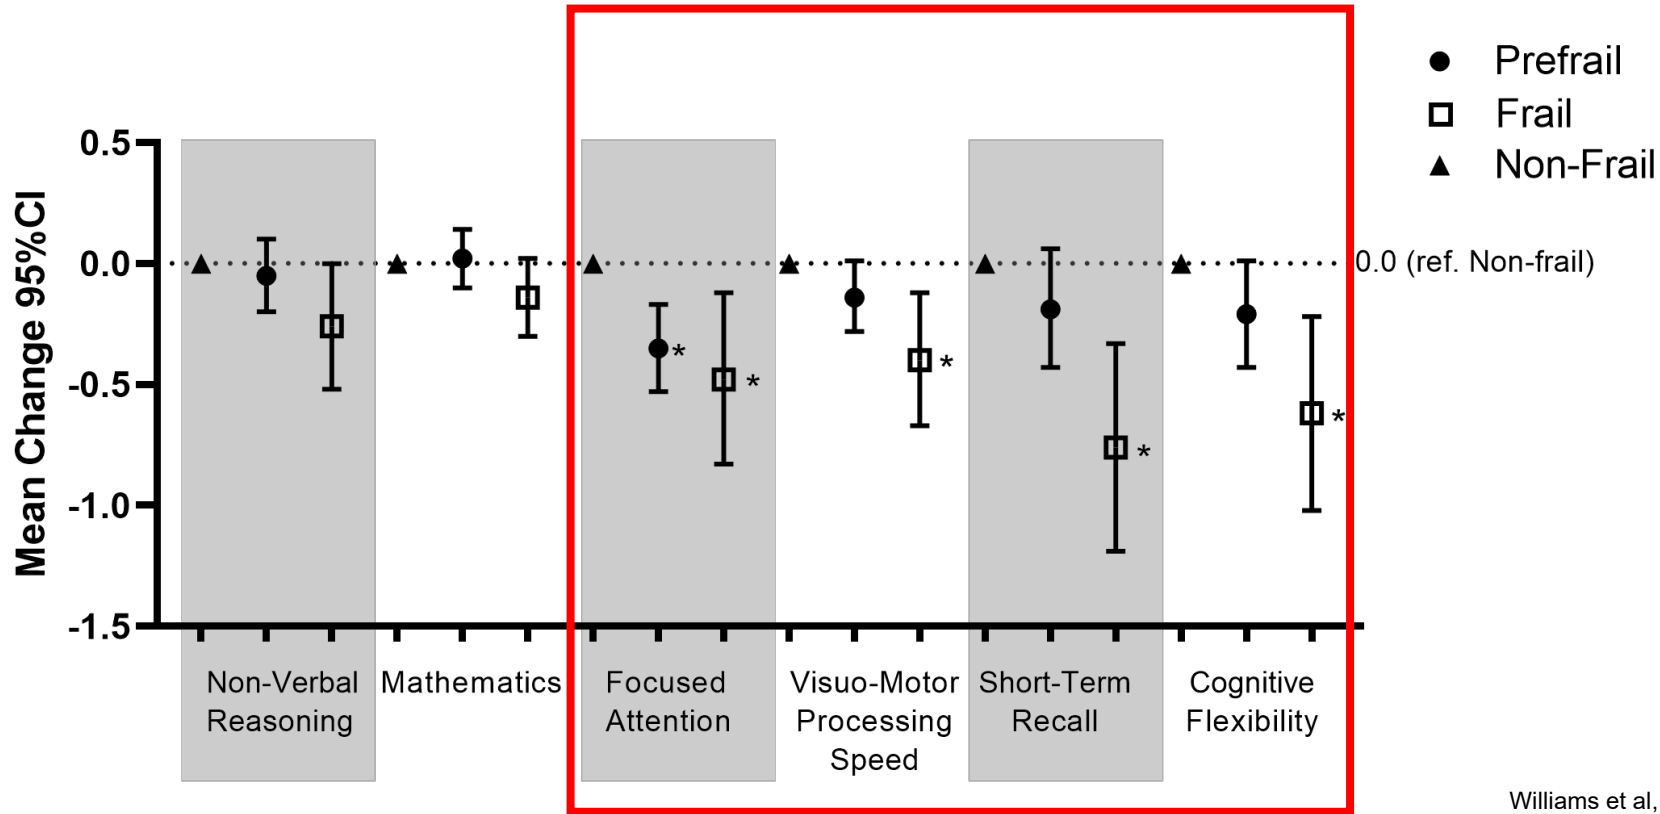 Prefrail
Frail
Non-Frail
Mean Change 95%CI
0.5
0.0
-0.5
-1.0
-1.5
0.0 (ref. Non-frail)
*
*
*
*
*
Non-Verbal
Reasoning
Mathematics
Focused
Attention
Visuo-Motor
Processing
Speed
Short-Term
Recall
Cognitive
Flexibility
Williams et al,